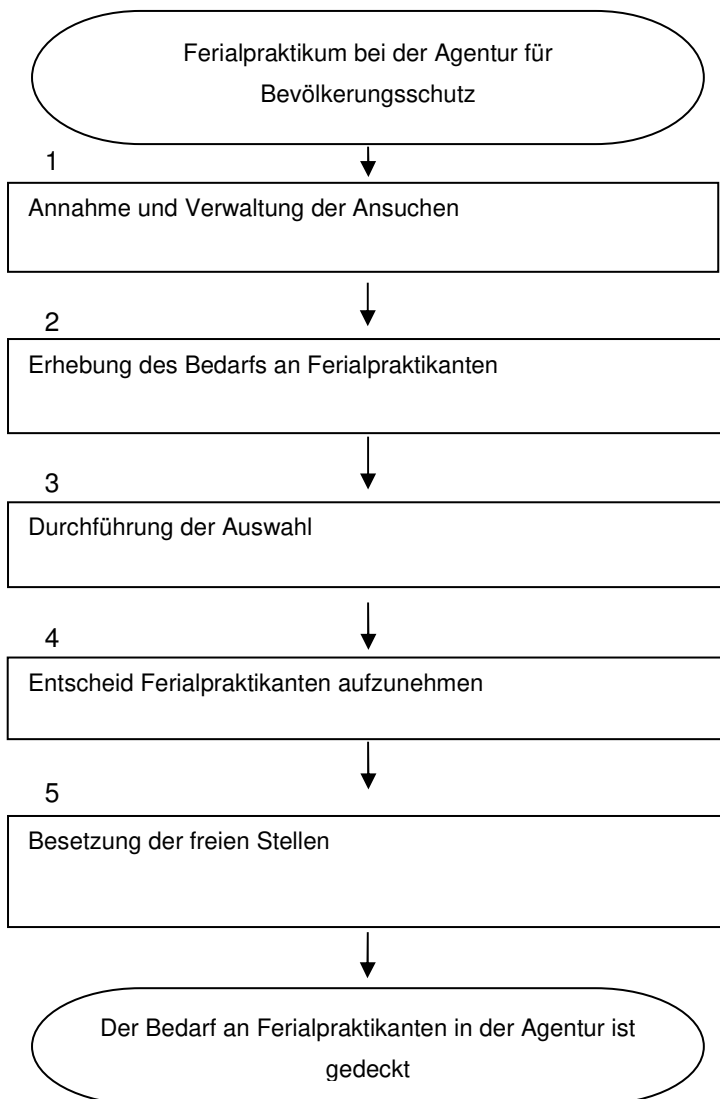 Ferialpraktikum bei der Agentur für
Bevölkerungsschutz
1
Annahme und Verwaltung der Ansuchen
2
Erhebung des Bedarfs an Ferialpraktikanten
3
Durchführung der Auswahl
4
Entscheid Ferialpraktikanten aufzunehmen
5
Besetzung der freien Stellen
Der Bedarf an Ferialpraktikanten in der Agentur ist
gedeckt